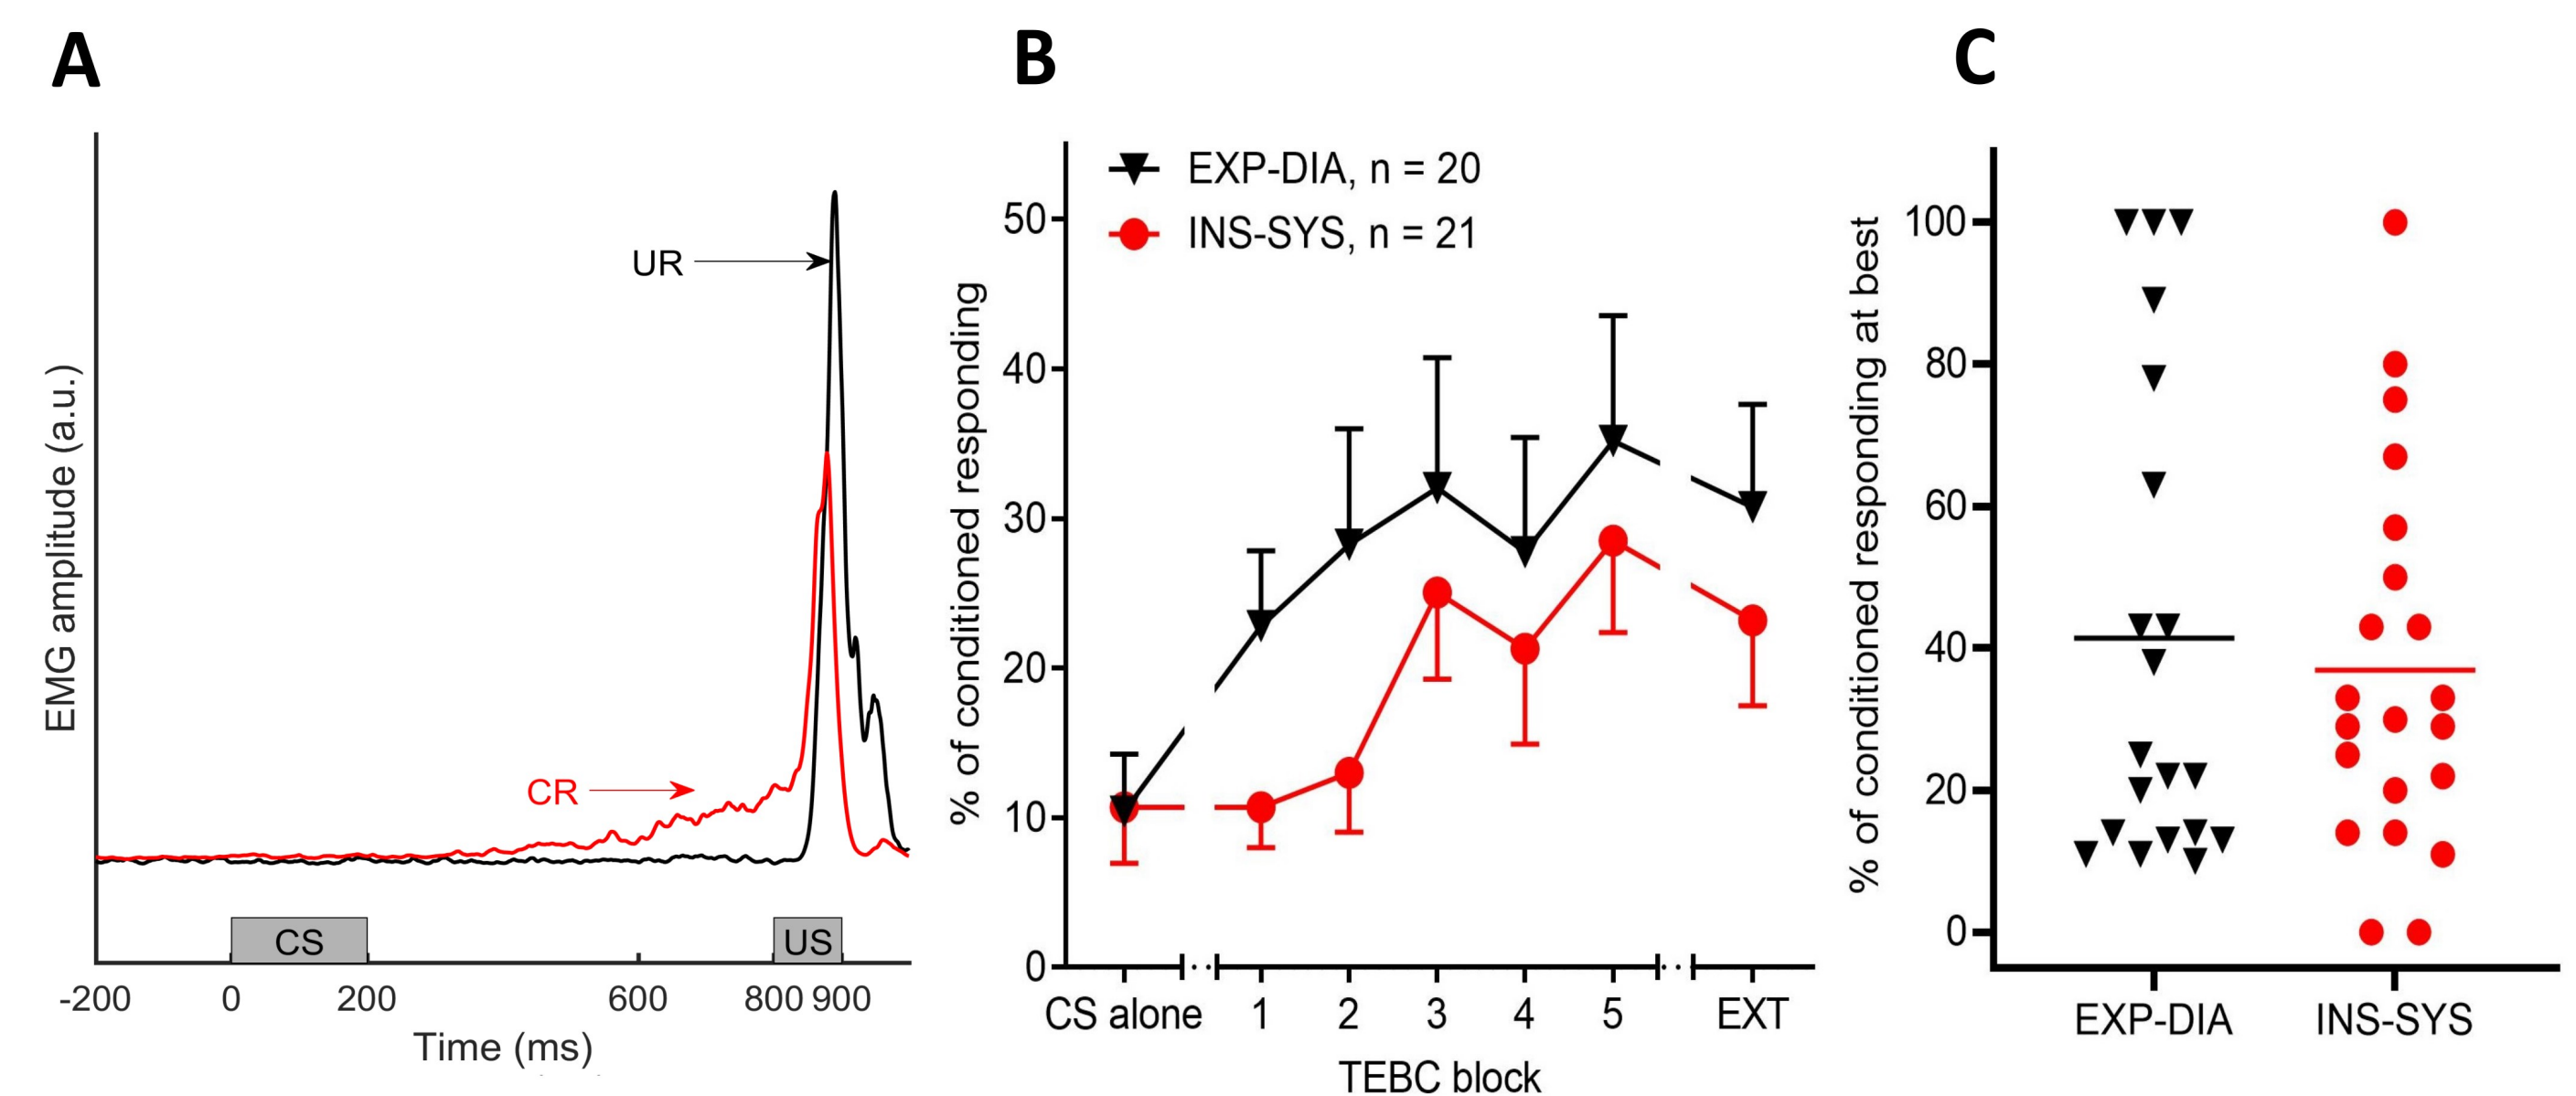 A
EMG amplitude (a.u.)
UR
CR
CS
US
-200 0 200 600 800 900
Time (ms)
B
% of conditioned responding
EXP-DIA, n = 20
INS-SYS, n = 21
50
40
30
20
10
0
CS alone 1 2 3 4 5 EXT
TEBC block
C
% of conditioned responding at best
100
80
60
40
20
0
EXP-DIA INS-SYS